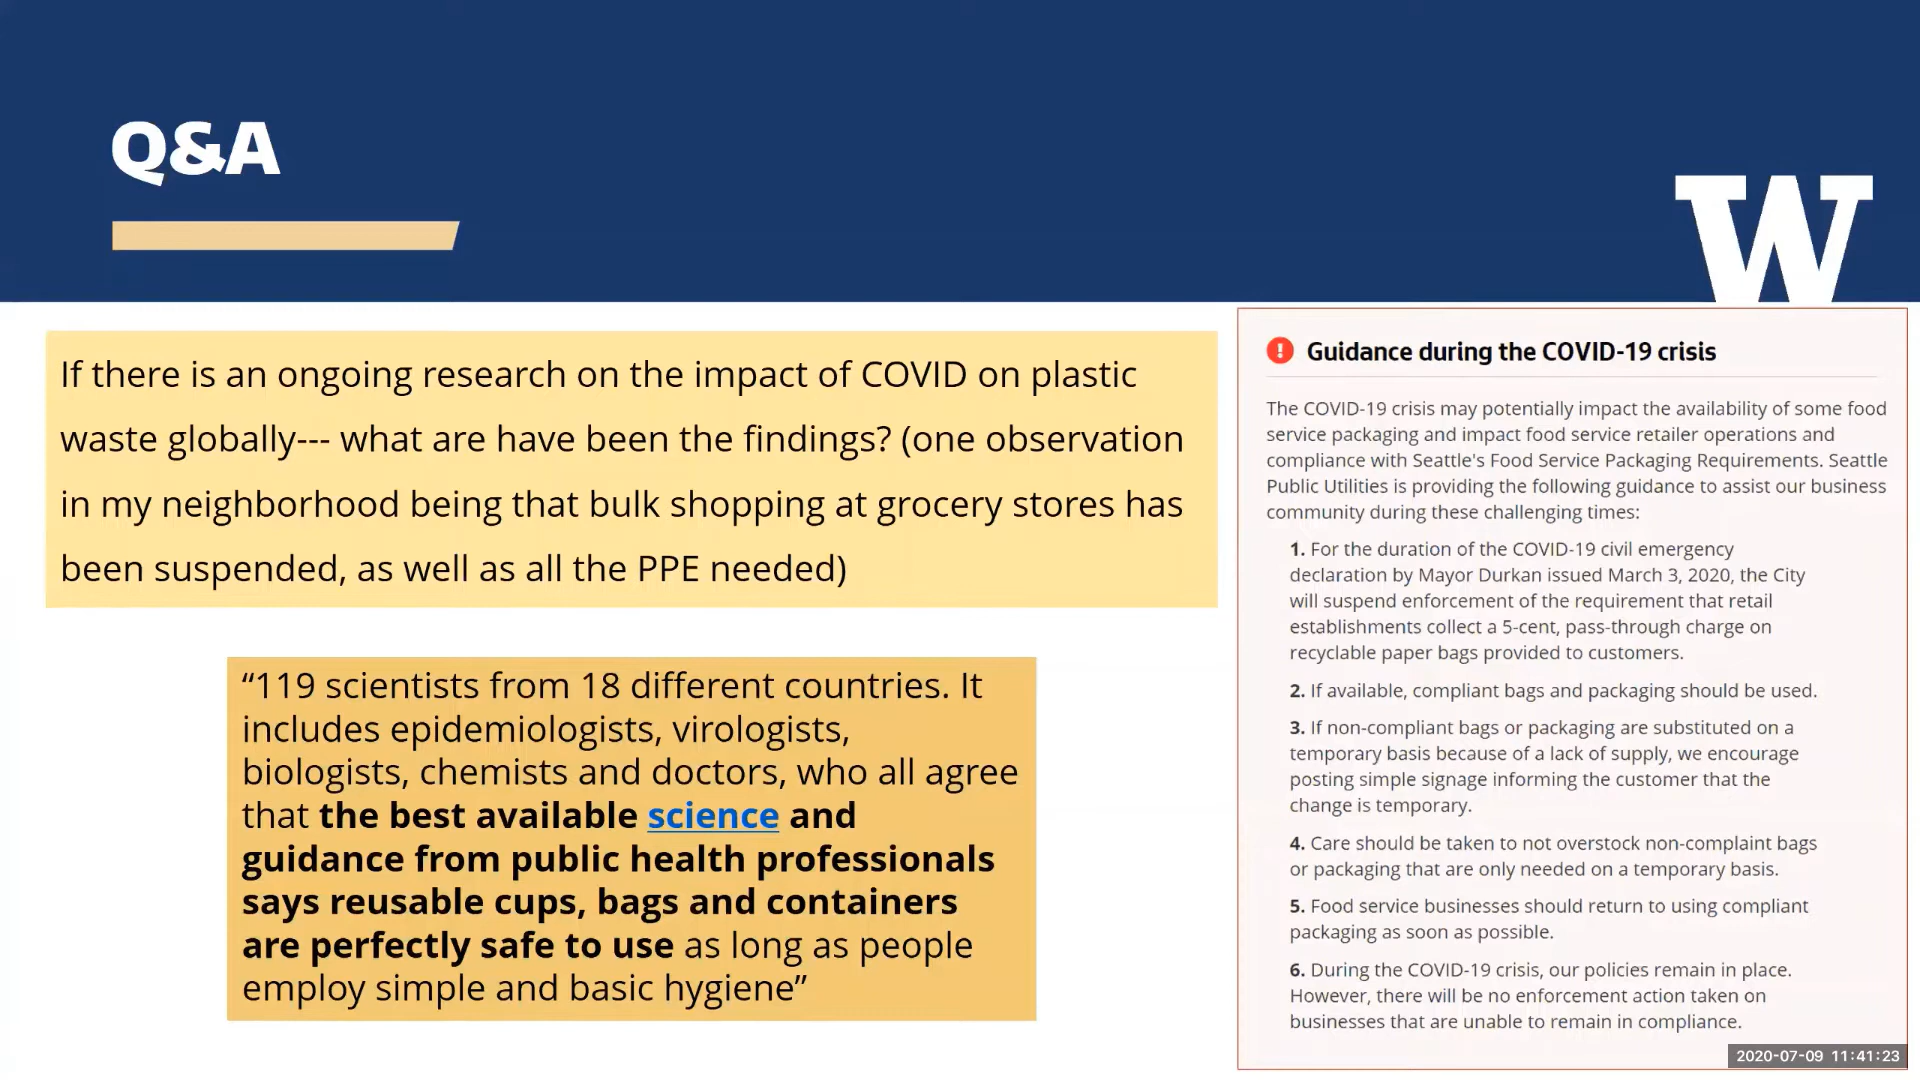 Q&A
W
If there is an ongoing research on the impact of COVID on plastic
waste globally--- what are have been the findings? (one observation
in my neighborhood being that bulk shopping at grocery stores has
been suspended, as well as all the PPE needed)
“119 scientists from 18 different countries. It
includes epidemiologists, virologists,
biologists, chemists and doctors, who all agree
that the best available science and
guidance from public health professionals
says reusable cups, bags and containers
are perfectly safe to use as long as people
employ simple and basic hygiene”
! Guidance during the COVID-19 crisis
The COVID-19 crisis may potentially impact the availability of some food
service packaging and impact food service retailer operations and
compliance with Seattle's Food Service Packaging Requirements. Seattle
Public Utilities is providing the following guidance to assist our business
community during these challenging times:
1. For the duration of the COVID-19 civil emergency
declaration by Mayor Durkan issued March 3, 2020, the City
will suspend enforcement of the requirement that retail
establishments collect a 5-cent, pass-through charge on
recyclable paper bags provided to customers.
2. If available, compliant bags and packaging should be used.
3. If non-compliant bags or packaging are substituted on a
temporary basis because of a lack of supply, we encourage
posting simple signage informing the customer that the
change is temporary.
4. Care should be taken to not overstock non-complaint bags
or packaging that are only needed on a temporary basis.
5. Food service businesses should return to using compliant
packaging as soon as possible.
6. During the COVID-19 crisis, our policies remain in place.
However, there will be no enforcement action taken on
businesses that are unable to remain in compliance.
2020-07-09 11:41:23